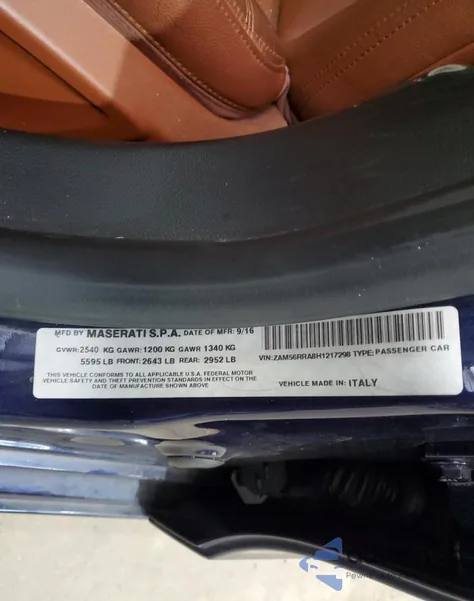 MFD BY MASERATI S.P.A. DATE OF MFR: 9/16
GVWR: 2540 KG GAWR: 1200 KG GAWR 1340 KG
5595 LB FRONT: 2643 LB REAR: 2952 LB
THIS VEHICLE CONFORMS TO ALL APPLICABLE U.S.A. FEDERAL MOTOR
VEHICLE SAFETY AND THEFT PREVENTION STANDARDS IN EFFECT ON THE
DATE OF MANUFACTURE SHOWN ABOVE
VIN: ZAM56RRA8H1217298 TYPE: PASSENGER CAR
VEHICLE MADE IN: ITALY